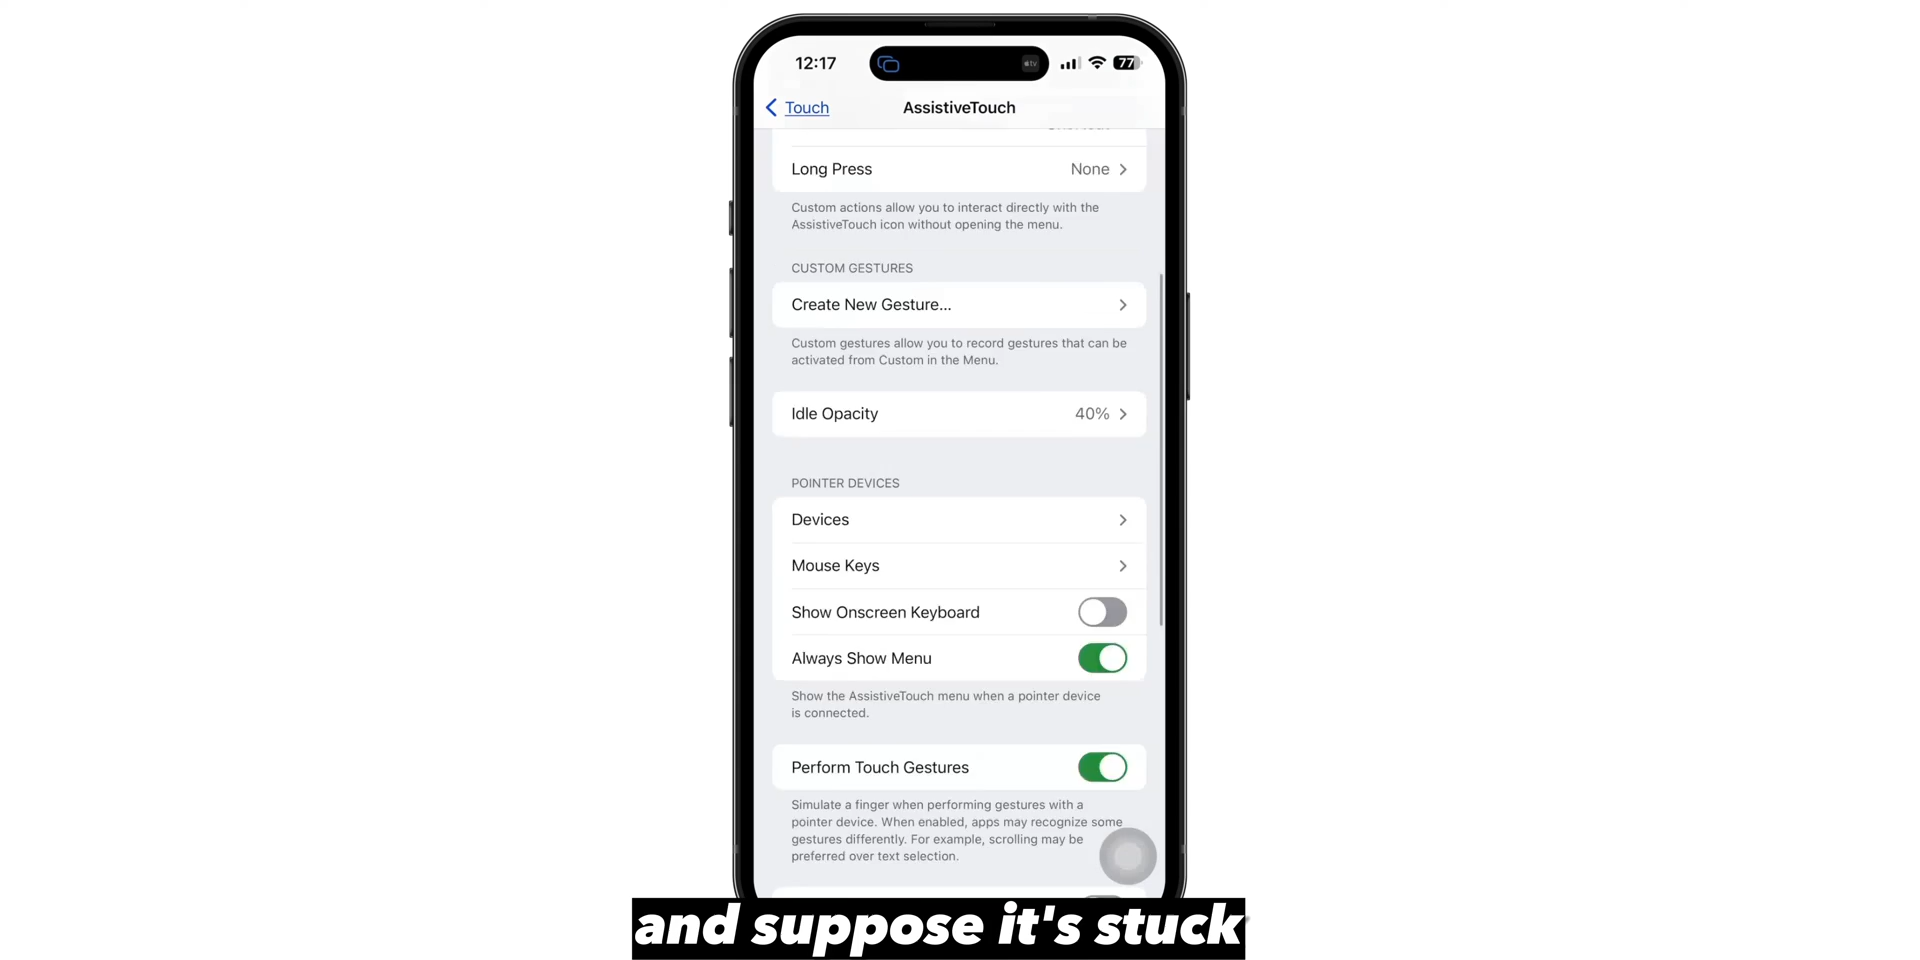 12:17
tv
77
Touch
AssistiveTouch
Long Press
None
Custom actions allow you to interact directly with the
AssistiveTouch icon without opening the menu.
CUSTOM GESTURES
Create New Gesture...
Custom gestures allow you to record gestures that can be
activated from Custom in the Menu.
Idle Opacity
40%
POINTER DEVICES
Devices
Mouse Keys
Show Onscreen Keyboard
Always Show Menu
Show the AssistiveTouch menu when a pointer device
is connected.
Perform Touch Gestures
Simulate a finger when performing gestures with a
pointer device. When enabled, apps may recognize some
gestures differently. For example, scrolling may be
preferred over text selection.
and suppose it's stuck